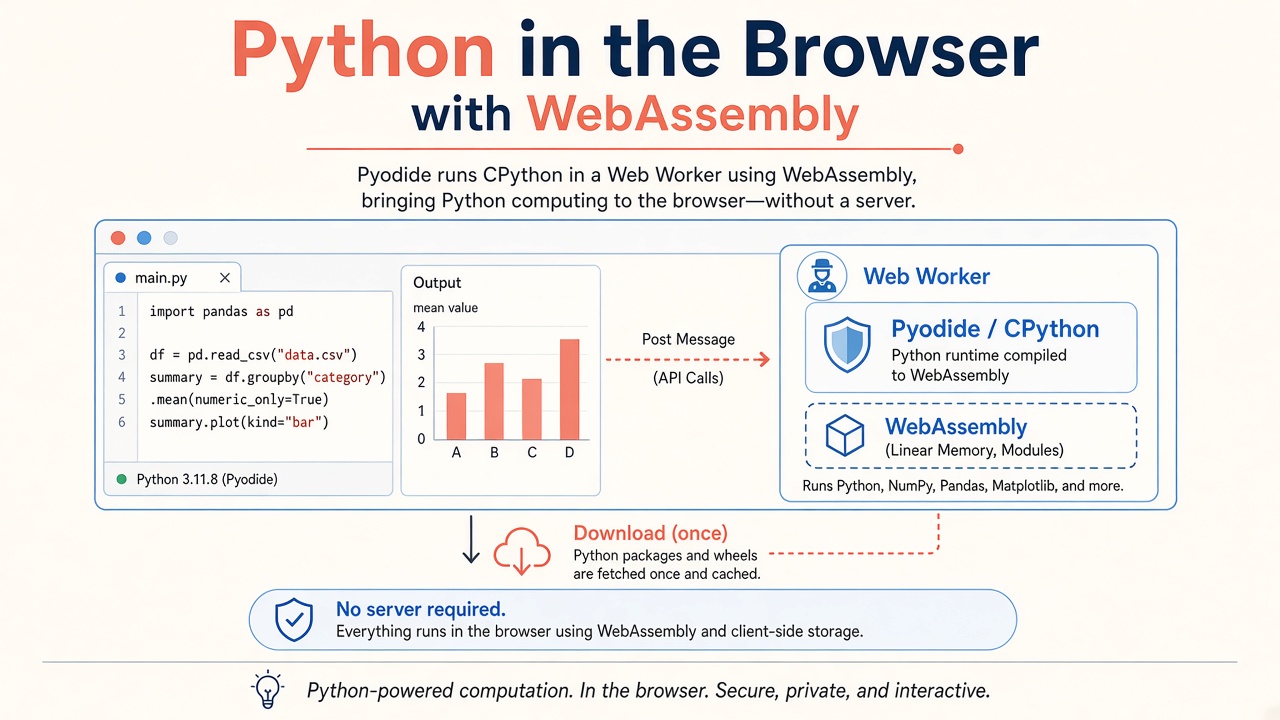 Python in the Browser
with WebAssembly
Pyodide runs CPython in a Web Worker using WebAssembly,
bringing Python computing to the browser—without a server.
main.py
1 import pandas as pd
2
3 df = pd.read_csv("data.csv")
4 summary = df.groupby("category")
5 .mean(numeric_only=True)
6 summary.plot(kind="bar")
Python 3.11.8 (Pyodide)
Output
mean value
4
3
2
1
0
A B C D
Post Message
(API Calls)
Web Worker
Pyodide / CPython
Python runtime compiled
to WebAssembly
WebAssembly
(Linear Memory, Modules)
Runs Python, NumPy, Pandas, Matplotlib, and more.
Download (once)
Python packages and wheels
are fetched once and cached.
No server required.
Everything runs in the browser using WebAssembly and client-side storage.
Python-powered computation. In the browser. Secure, private, and interactive.